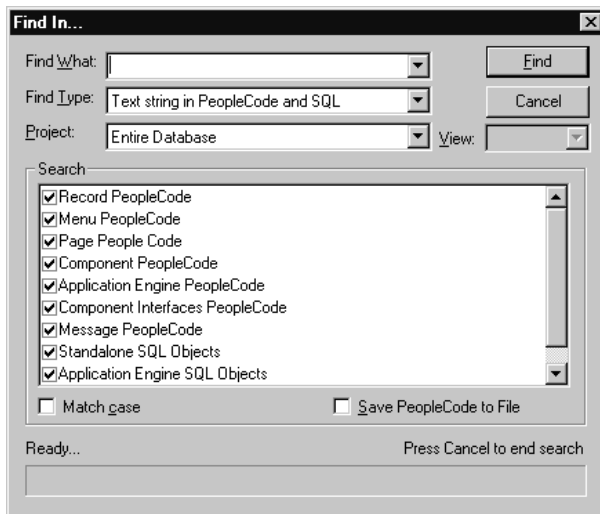 Find In...
Find What:
Find
Find Type: Text string in PeopleCode and SQL
Cancel
Project: Entire Database
View:
Search
Record PeopleCode
Menu PeopleCode
Page People Code
Component PeopleCode
Application Engine PeopleCode
Component Interfaces PeopleCode
Message PeopleCode
Standalone SQL Objects
Application Engine SQL Objects
Match case Save PeopleCode to File
Ready... Press Cancel to end search